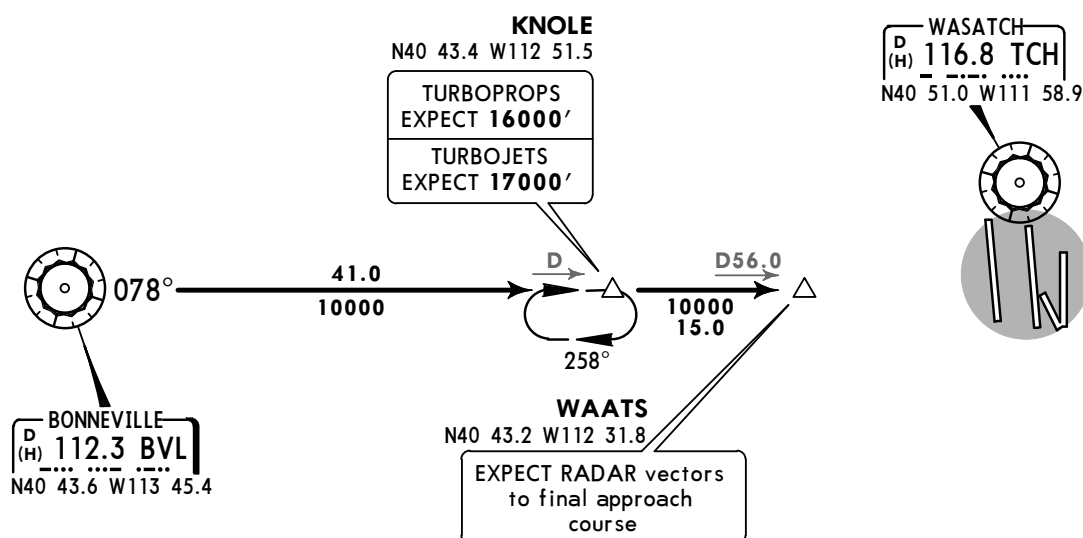 KNOLE
N40 43.4 W112 51.5
TURBOPROPS
EXPECT 16000′
TURBOJETS
EXPECT 17000′
WASATCH
D
(H) 116.8 TCH
N40 51.0 W111 58.9
078°
41.0
10000
D
D56.0
10000
15.0
258°
BONNEVILLE
D
(H) 112.3 BVL
N40 43.6 W113 45.4
WAATS
N40 43.2 W112 31.8
EXPECT RADAR vectors
to final approach
course